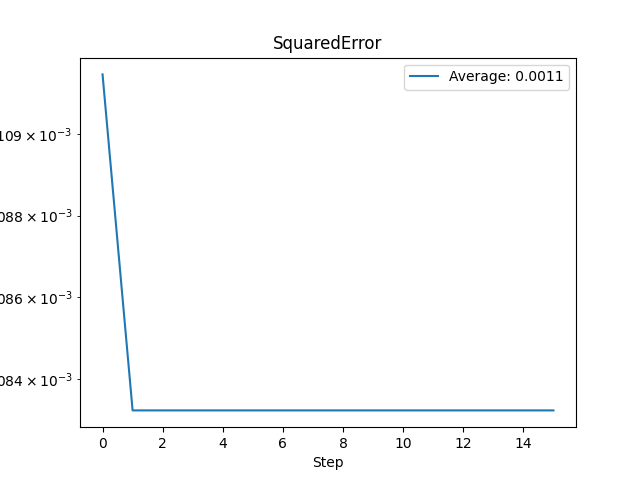 SquaredError
Average: 0.0011
109 × 10⁻³
088 × 10⁻³
086 × 10⁻³
084 × 10⁻³
0 2 4 6 8 10 12 14
Step